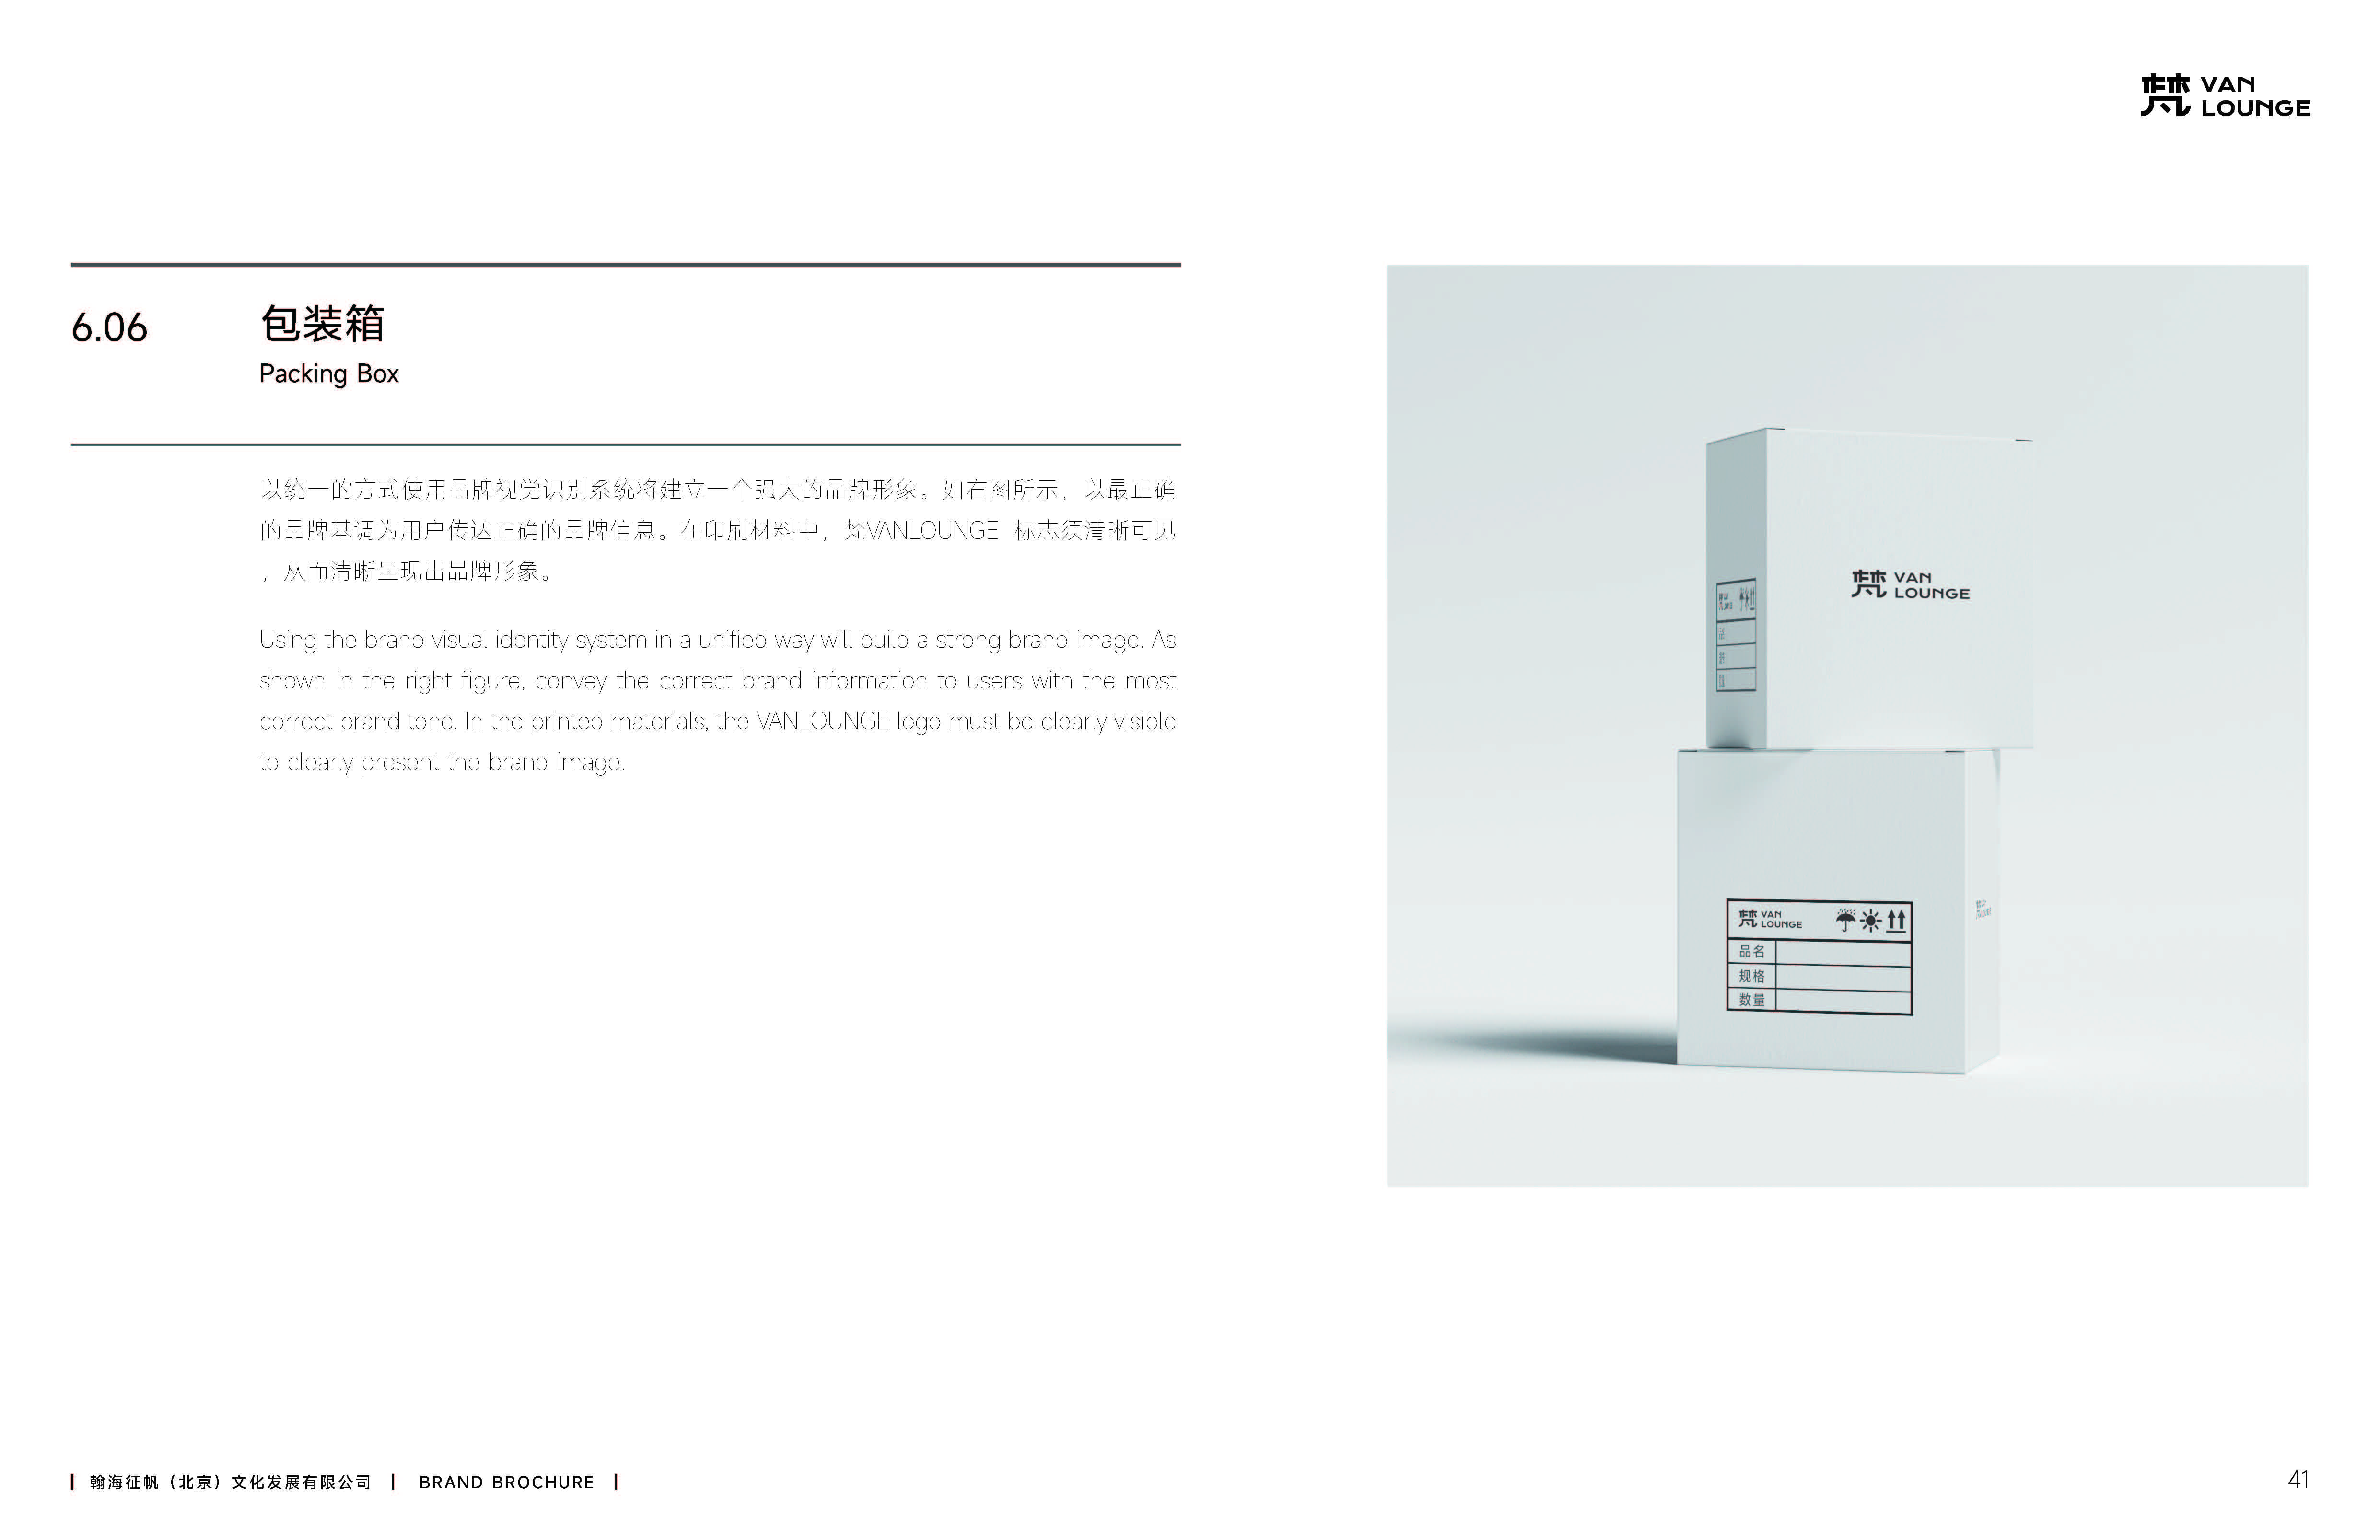 梵 VAN
LOUNGE
6.06
包装箱
Packing Box
以统一的方式使用品牌视觉识别系统将建立一个强大的品牌形象。如右图所示，以最正确
的品牌基调为用户传达正确的品牌信息。在印刷材料中，梵VANLOUNGE 标志须清晰可见
，从而清晰呈现出品牌形象。
Using the brand visual identity system in a unified way will build a strong brand image. As
shown in the right figure, convey the correct brand information to users with the most
correct brand tone. In the printed materials, the VANLOUNGE logo must be clearly visible
to clearly present the brand image.
梵 VAN
LOUNGE
梵 VAN
LOUNGE
品名
规格
数量
翰海征帆（北京）文化发展有限公司 | BRAND BROCHURE |
41